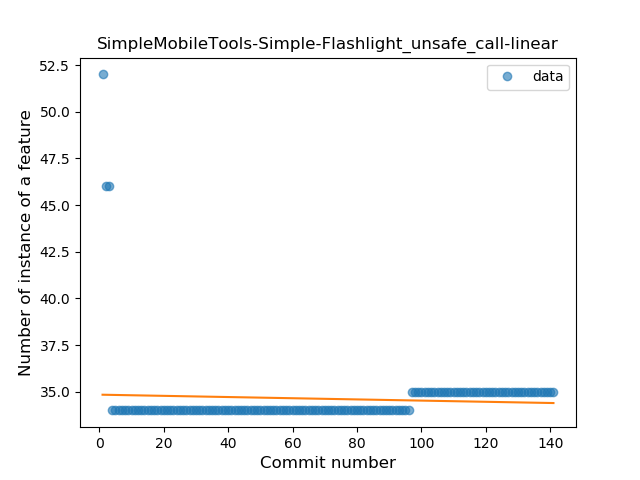 SimpleMobileTools-Simple-Flashlight_unsafe_call-linear
data
52.5
50.0
47.5
45.0
42.5
40.0
37.5
35.0
Number of instance of a feature
0 20 40 60 80 100 120 140
Commit number